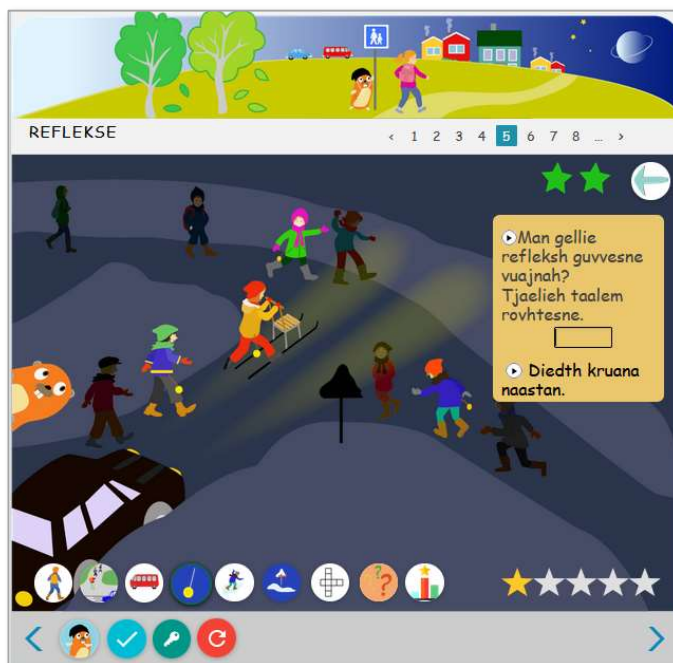 REFLEKSE
‹ 1 2 3 4 5 6 7 8 ... ›
Man gellie
refleksh guvvesne
vuajnah?
Tjaelieh taalem
rovhtesne.
Diedth kruana
naastan.
??